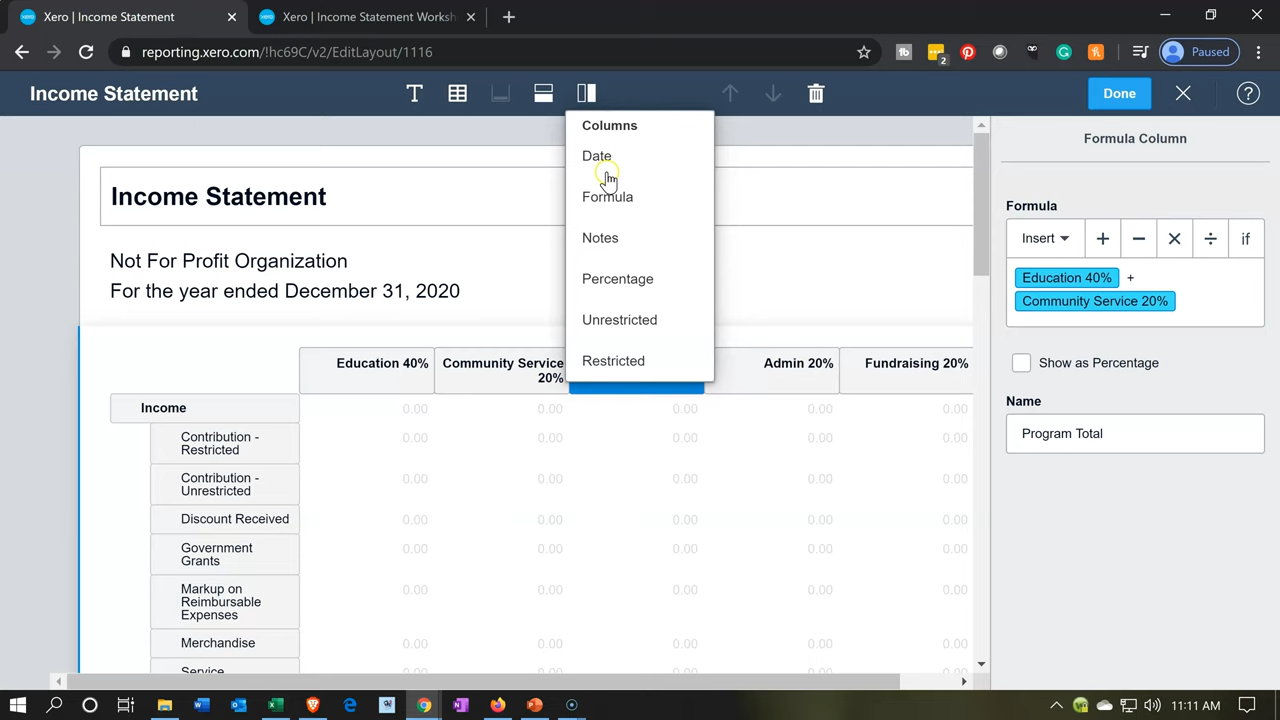 Xero | Income Statement
Xero | Income Statement Worksh
reporting.xero.com/!hc69C/v2/EditLayout/1116
2
Paused
Income Statement
Done
Columns
Date
Formula
Notes
Percentage
Unrestricted
Restricted
Formula Column
Formula
Insert
if
Education 40% +
Community Service 20%
Show as Percentage
Name
Program Total
Income Statement
Not For Profit Organization
For the year ended December 31, 2020
Education 40%
Community Service 20%
Admin 20%
Fundraising 20%
Income 0.00 0.00 0.00 0.00 0.00
Contribution - Restricted 0.00 0.00 0.00 0.00 0.00
Contribution - Unrestricted 0.00 0.00 0.00 0.00 0.00
Discount Received 0.00 0.00 0.00 0.00 0.00
Government Grants 0.00 0.00 0.00 0.00 0.00
Markup on Reimbursable Expenses 0.00 0.00 0.00 0.00 0.00
Merchandise 0.00 0.00 0.00 0.00 0.00
Service
11:11 AM